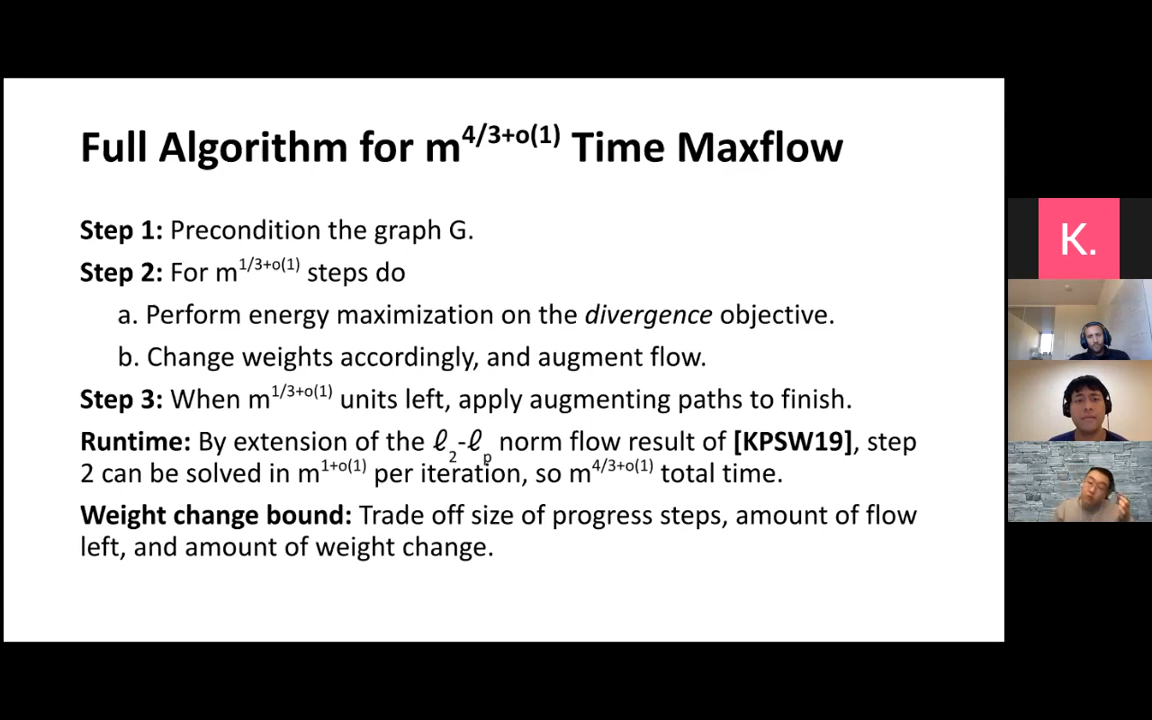 Full Algorithm for m^4/3+o(1) Time Maxflow
Step 1: Precondition the graph G.
Step 2: For m^1/3+o(1) steps do
a. Perform energy maximization on the divergence objective.
b. Change weights accordingly, and augment flow.
Step 3: When m^1/3+o(1) units left, apply augmenting paths to finish.
Runtime: By extension of the ℓ_2-ℓ_p norm flow result of [KPSW19], step
2 can be solved in m^1+o(1) per iteration, so m^4/3+o(1) total time.
Weight change bound: Trade off size of progress steps, amount of flow
left, and amount of weight change.
K.